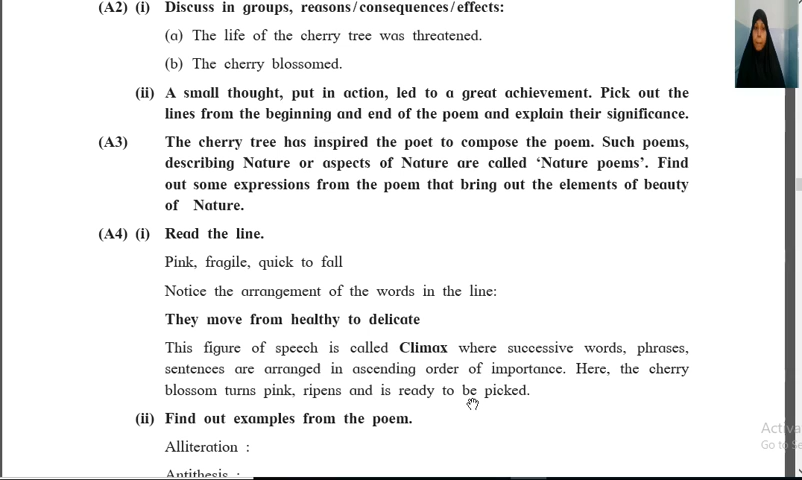 (A2) (i) Discuss in groups, reasons/consequences/effects:
(a) The life of the cherry tree was threatened.
(b) The cherry blossomed.
(ii) A small thought, put in action, led to a great achievement. Pick out the
lines from the beginning and end of the poem and explain their significance.
(A3) The cherry tree has inspired the poet to compose the poem. Such poems,
describing Nature or aspects of Nature are called ‘Nature poems’. Find
out some expressions from the poem that bring out the elements of beauty
of Nature.
(A4) (i) Read the line.
Pink, fragile, quick to fall
Notice the arrangement of the words in the line:
They move from healthy to delicate
This figure of speech is called Climax where successive words, phrases,
sentences are arranged in ascending order of importance. Here, the cherry
blossom turns pink, ripens and is ready to be picked.
(ii) Find out examples from the poem.
Alliteration :
Antithesis :
Activa
Go to Se